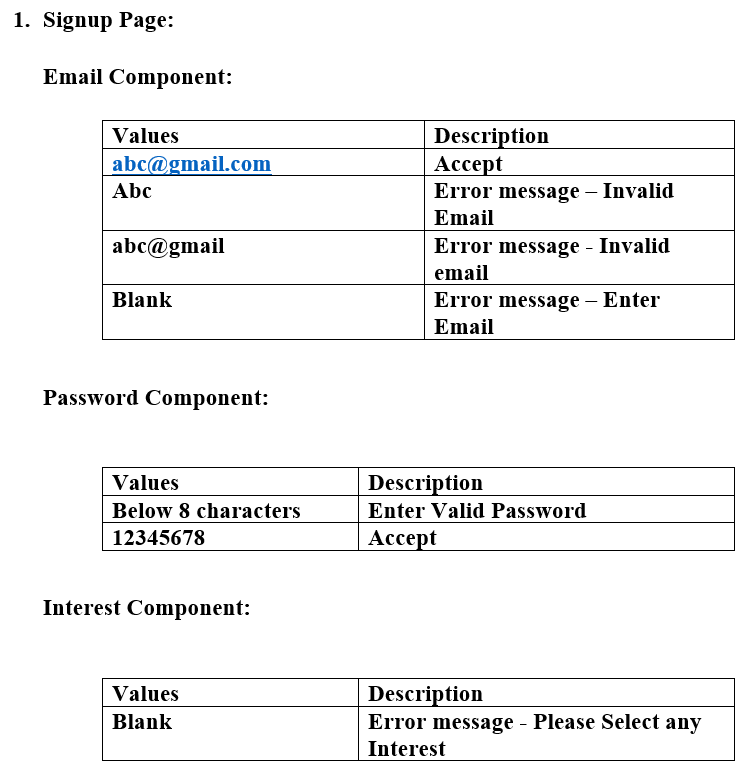 1. Signup Page:
Email Component:
Values Description
abc@gmail.com Accept
Abc Error message – Invalid
Email
abc@gmail Error message - Invalid
email
Blank Error message – Enter
Email
Password Component:
Values Description
Below 8 characters Enter Valid Password
12345678 Accept
Interest Component:
Values Description
Blank Error message - Please Select any
Interest